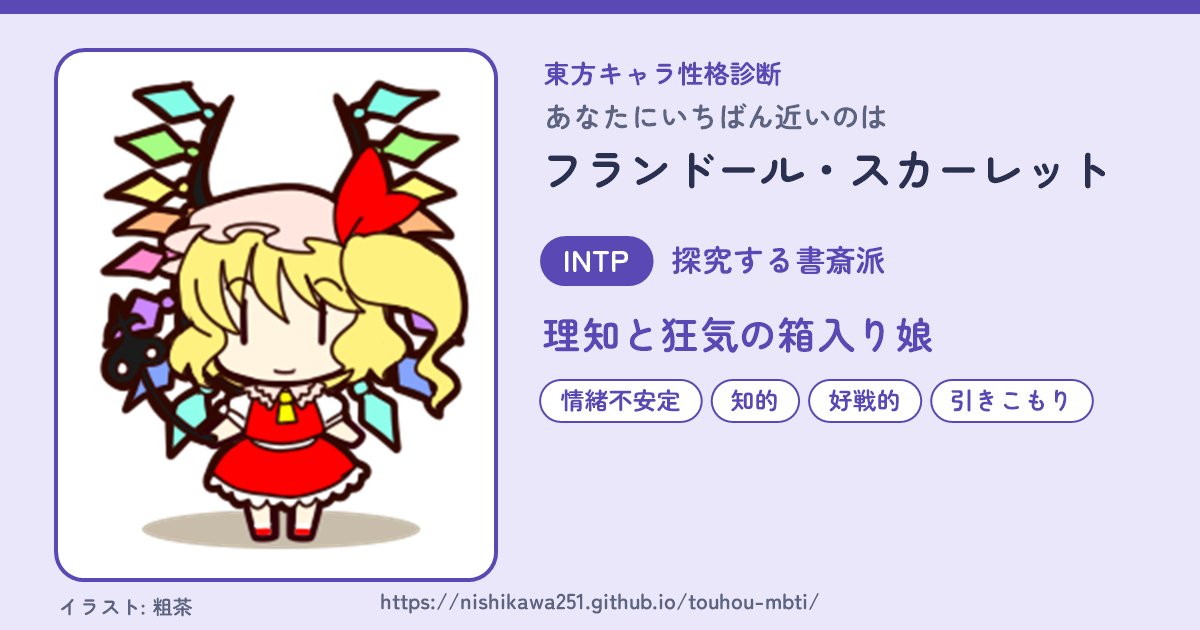 東方キャラ性格診断
あなたにいちばん近いのは
フランドール・スカーレット
INTP 探究する書斎派
理知と狂気の箱入り娘
情緒不安定 知的 好戦的 引きこもり
イラスト: 粗茶
https://nishikawa251.github.io/touhou-mbti/